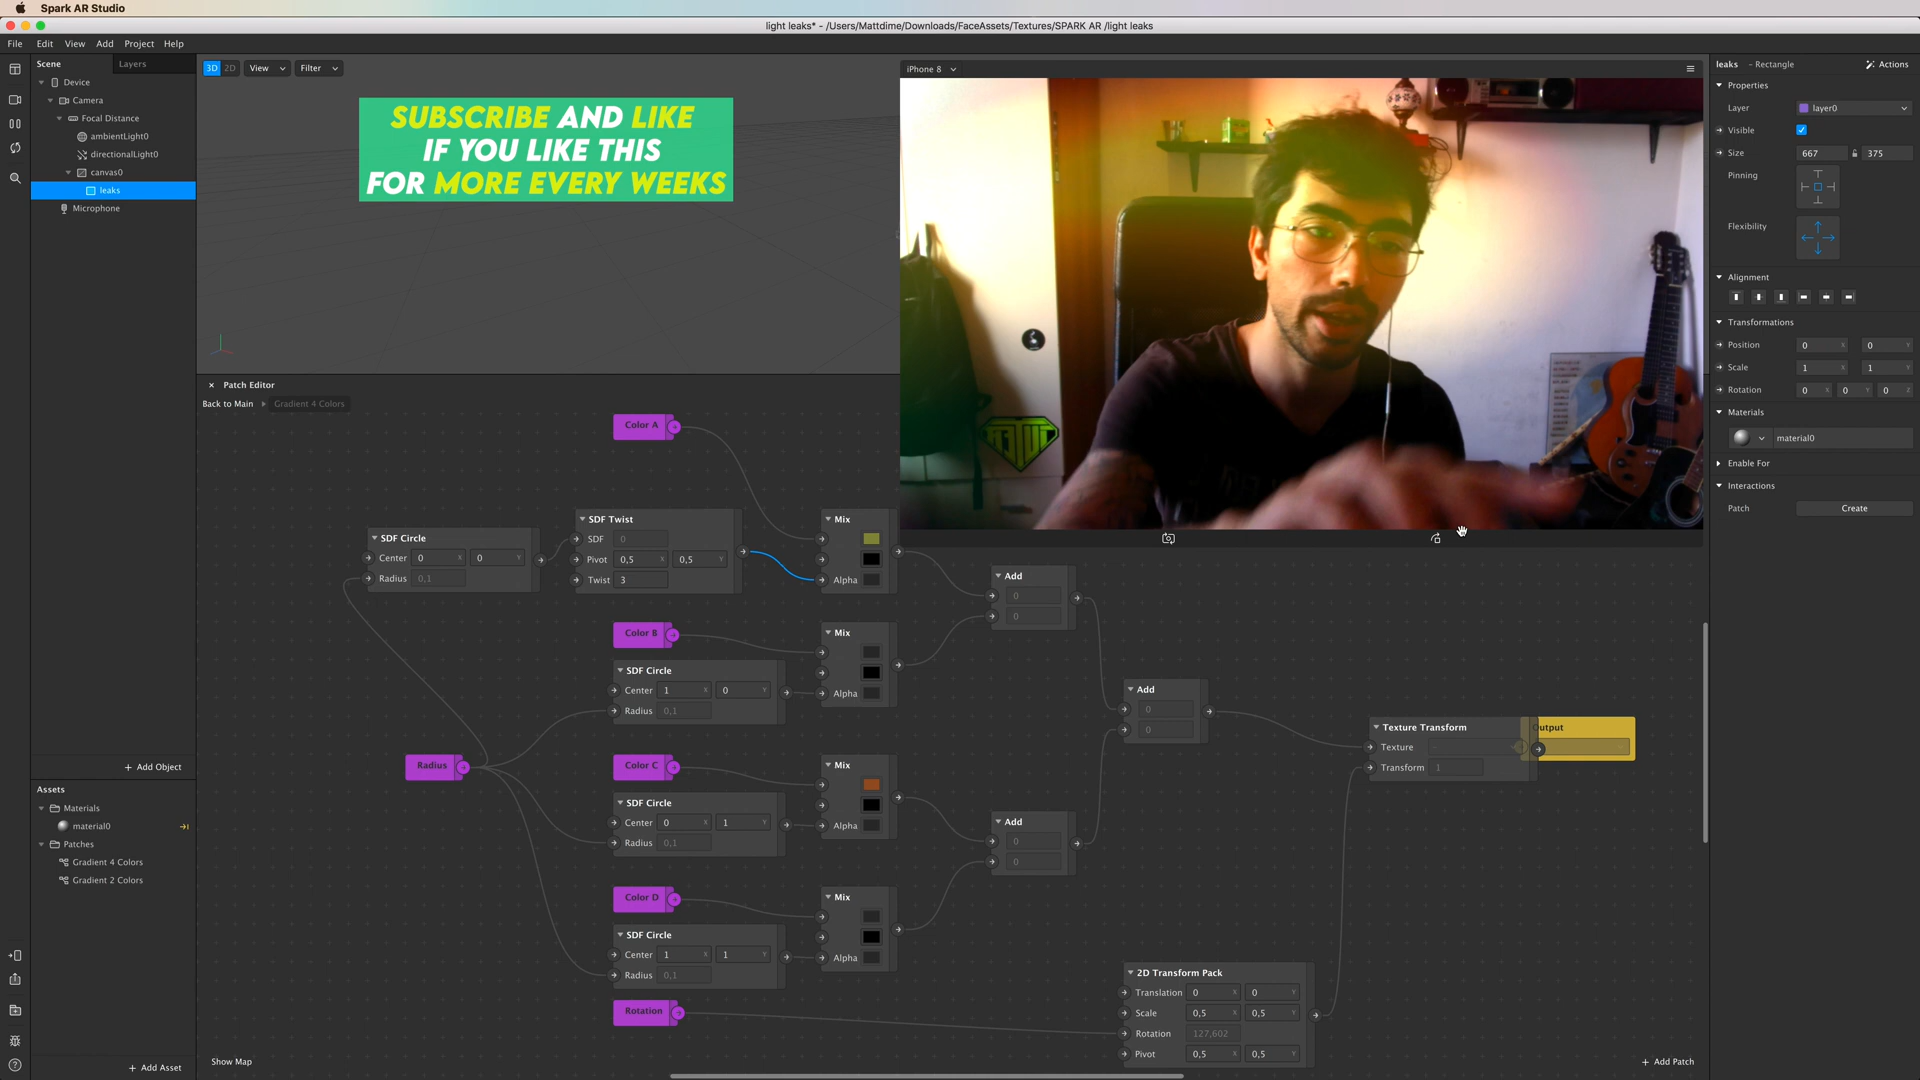 Spark AR Studio
light leaks* - /Users/Mattdime/Downloads/FaceAssets/Textures/SPARK AR /light leaks
File Edit View Add Project Help
Scene Layers
Device
Camera
Focal Distance
ambientLight0
directionalLight0
canvas0
leaks
Microphone
+ Add Object
Assets
Materials
material0
Patches
Gradient 4 Colors
Gradient 2 Colors
+ Add Asset
3D 2D View Filter
SUBSCRIBE AND LIKE
IF YOU LIKE THIS
FOR MORE EVERY WEEKS
iPhone 8
× Patch Editor
Back to Main Gradient 4 Colors
Color A
SDF Circle
Center 0 X 0 Y
Radius 0,1
SDF Twist
SDF 0
Pivot 0,5 X 0,5 Y
Twist 3
Mix
Alpha
Color B
SDF Circle
Center 1 X 0 Y
Radius 0,1
Mix
Alpha
Radius
Color C
SDF Circle
Center 0 X 1 Y
Radius 0,1
Mix
Alpha
Color D
SDF Circle
Center 1 X 1 Y
Radius 0,1
Mix
Alpha
Rotation
Add
0
0
Add
0
0
Add
0
0
Texture Transform
Texture
Transform 1
Output
2D Transform Pack
Translation 0 X 0 Y
Scale 0,5 X 0,5 Y
Rotation 127,602
Pivot 0,5 X 0,5 Y
Show Map
+ Add Patch
leaks - Rectangle Actions
Properties
Layer layer0
Visible
Size 667 375
Pinning
Flexibility
Alignment
Transformations
Position 0 X 0 Y
Scale 1 X 1 Y
Rotation 0 X 0 Y 0 Z
Materials
material0
Enable For
Interactions
Patch Create